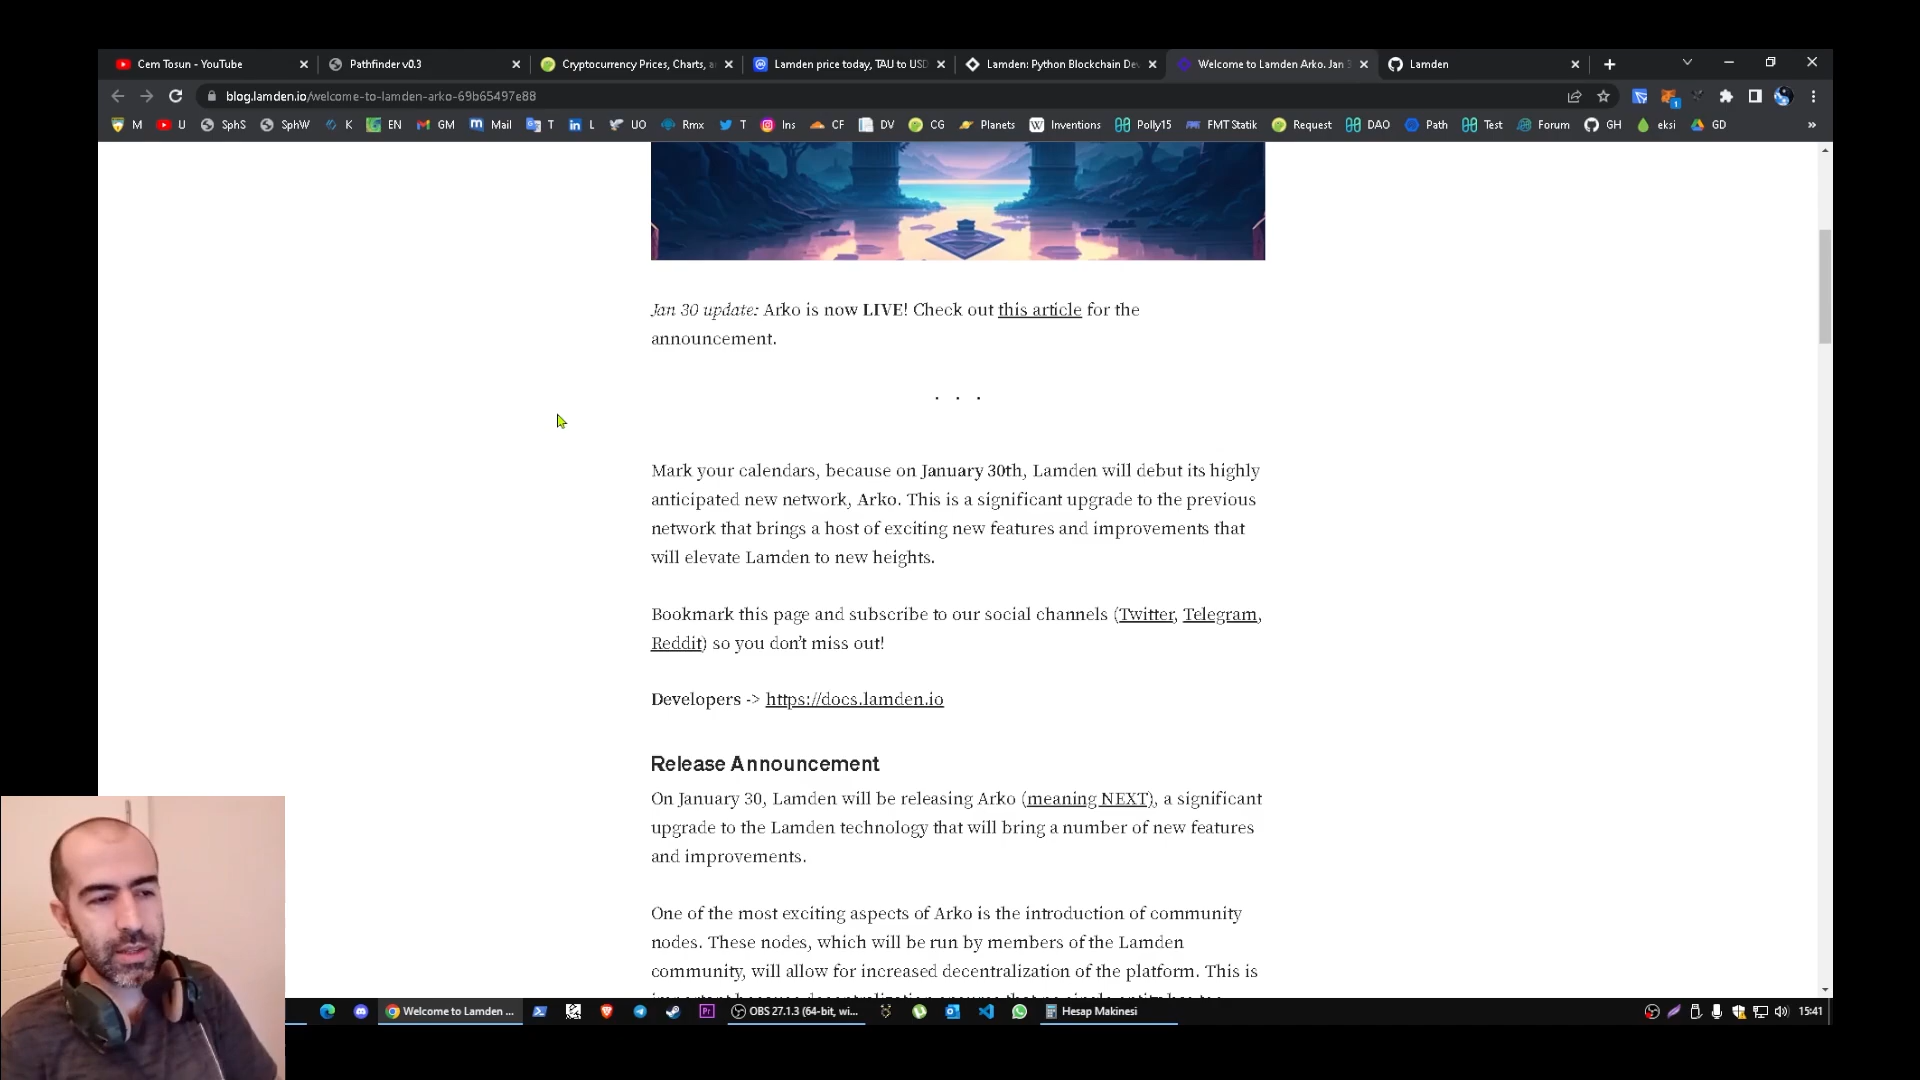 Cem Tosun - YouTube
Pathfinder v0.3
Cryptocurrency Prices, Charts, a
Lamden price today, TAU to USD
Lamden: Python Blockchain De
Welcome to Lamden Arko. Jan 3
Lamden
blog.lamden.io/welcome-to-lamden-arko-69b65497e88
M U SphS SphW K EN GM Mail T L UO Rmx T Ins CF DV CG Planets Inventions Polly15 FMT Statik Request DAO Path Test Forum GH eksi GD »
Jan 30 update: Arko is now LIVE! Check out this article for the
announcement.
. . .
Mark your calendars, because on January 30th, Lamden will debut its highly
anticipated new network, Arko. This is a significant upgrade to the previous
network that brings a host of exciting new features and improvements that
will elevate Lamden to new heights.
Bookmark this page and subscribe to our social channels (Twitter, Telegram,
Reddit) so you don't miss out!
Developers -> https://docs.lamden.io
Release Announcement
On January 30, Lamden will be releasing Arko (meaning NEXT), a significant
upgrade to the Lamden technology that will bring a number of new features
and improvements.
One of the most exciting aspects of Arko is the introduction of community
nodes. These nodes, which will be run by members of the Lamden
community, will allow for increased decentralization of the platform. This is
Welcome to Lamden ...
OBS 27.1.3 (64-bit, wi...
Hesap Makinesi
15:41